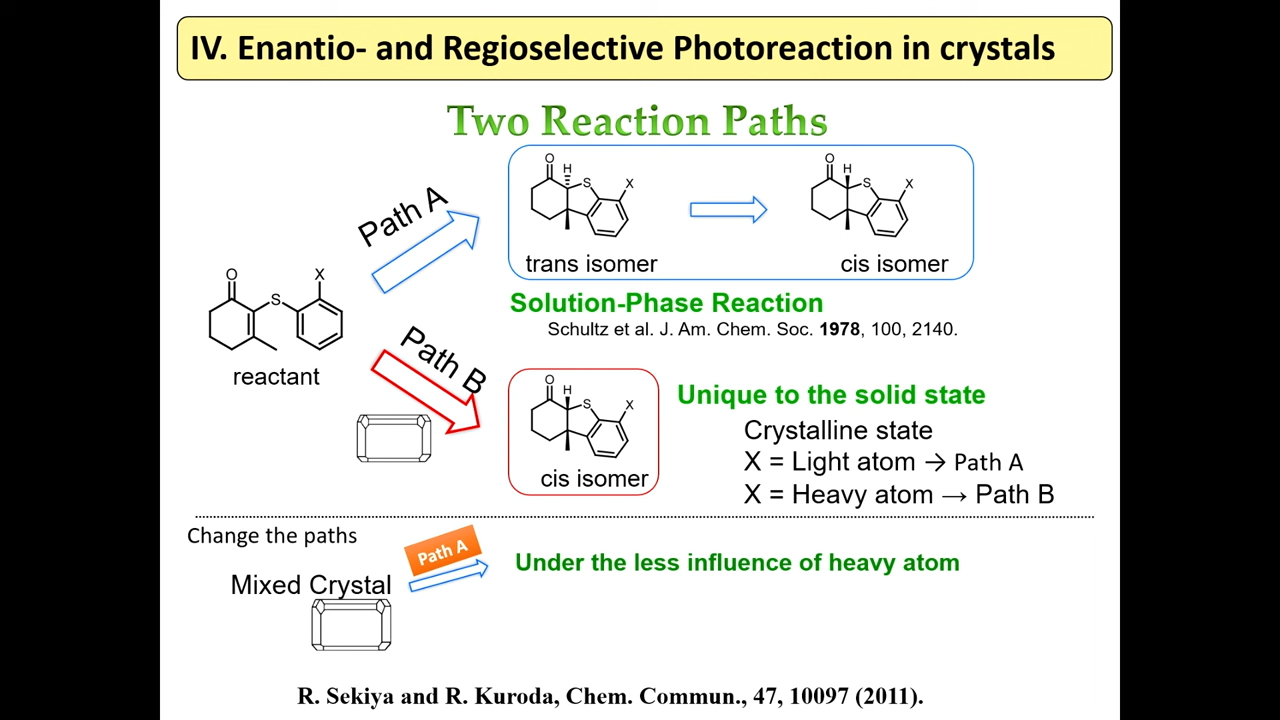 IV. Enantio- and Regioselective Photoreaction in crystals
Two Reaction Paths
Path A
O
H
S
X
trans isomer
O
H
S
X
cis isomer
Solution-Phase Reaction
Schultz et al. J. Am. Chem. Soc. 1978, 100, 2140.
O
S
X
reactant
Path B
O
H
S
X
cis isomer
Unique to the solid state
Crystalline state
X = Light atom → Path A
X = Heavy atom → Path B
Change the paths
Mixed Crystal
Path A
Under the less influence of heavy atom
R. Sekiya and R. Kuroda, Chem. Commun., 47, 10097 (2011).